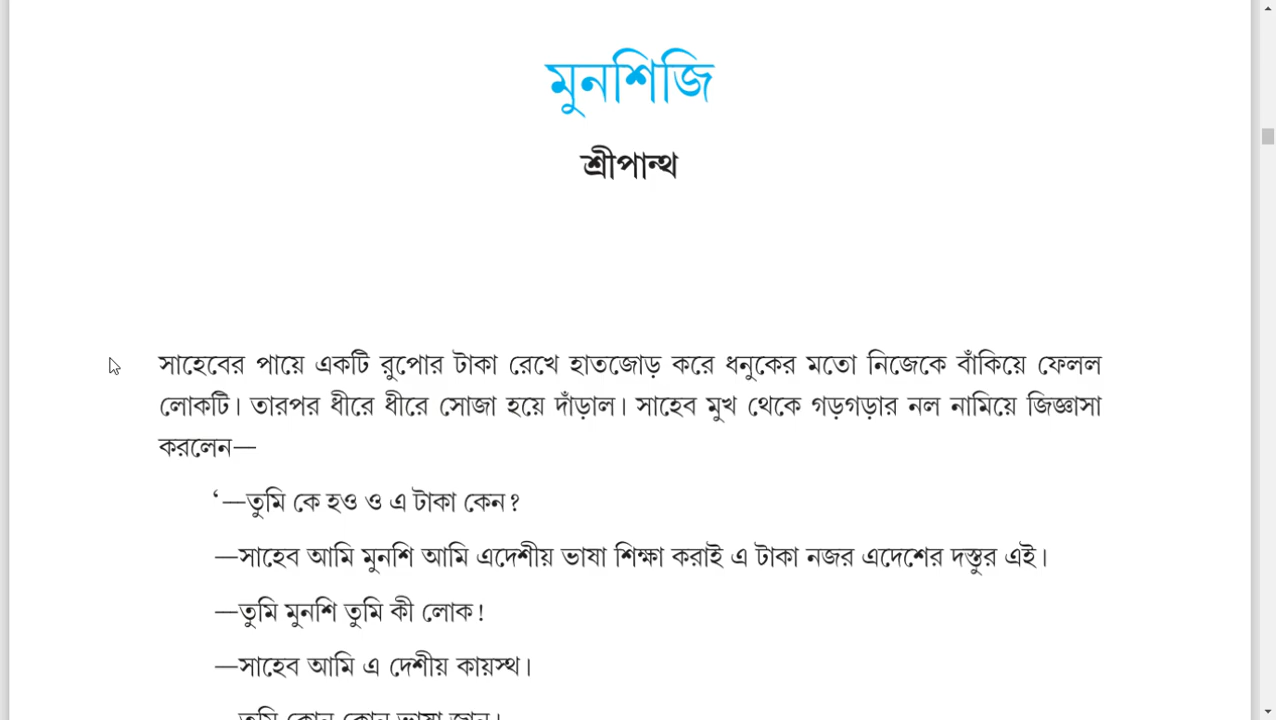 মুনশিজি
শ্রীপান্থ
সাহেবের পায়ে একটি রুপোর টাকা রেখে হাতজোড় করে ধনুকের মতো নিজেকে বাঁকিয়ে ফেলল
লোকটি। তারপর ধীরে ধীরে সোজা হয়ে দাঁড়াল। সাহেব মুখ থেকে গড়গড়ার নল নামিয়ে জিজ্ঞাসা
করলেন—
‘—তুমি কে হও ও এ টাকা কেন?
—সাহেব আমি মুনশি আমি এদেশীয় ভাষা শিক্ষা করাই এ টাকা নজর এদেশের দস্তুর এই।
—তুমি মুনশি তুমি কী লোক!
—সাহেব আমি এ দেশীয় কায়স্থ।
তুমি কোন কোন ভাষা জান।